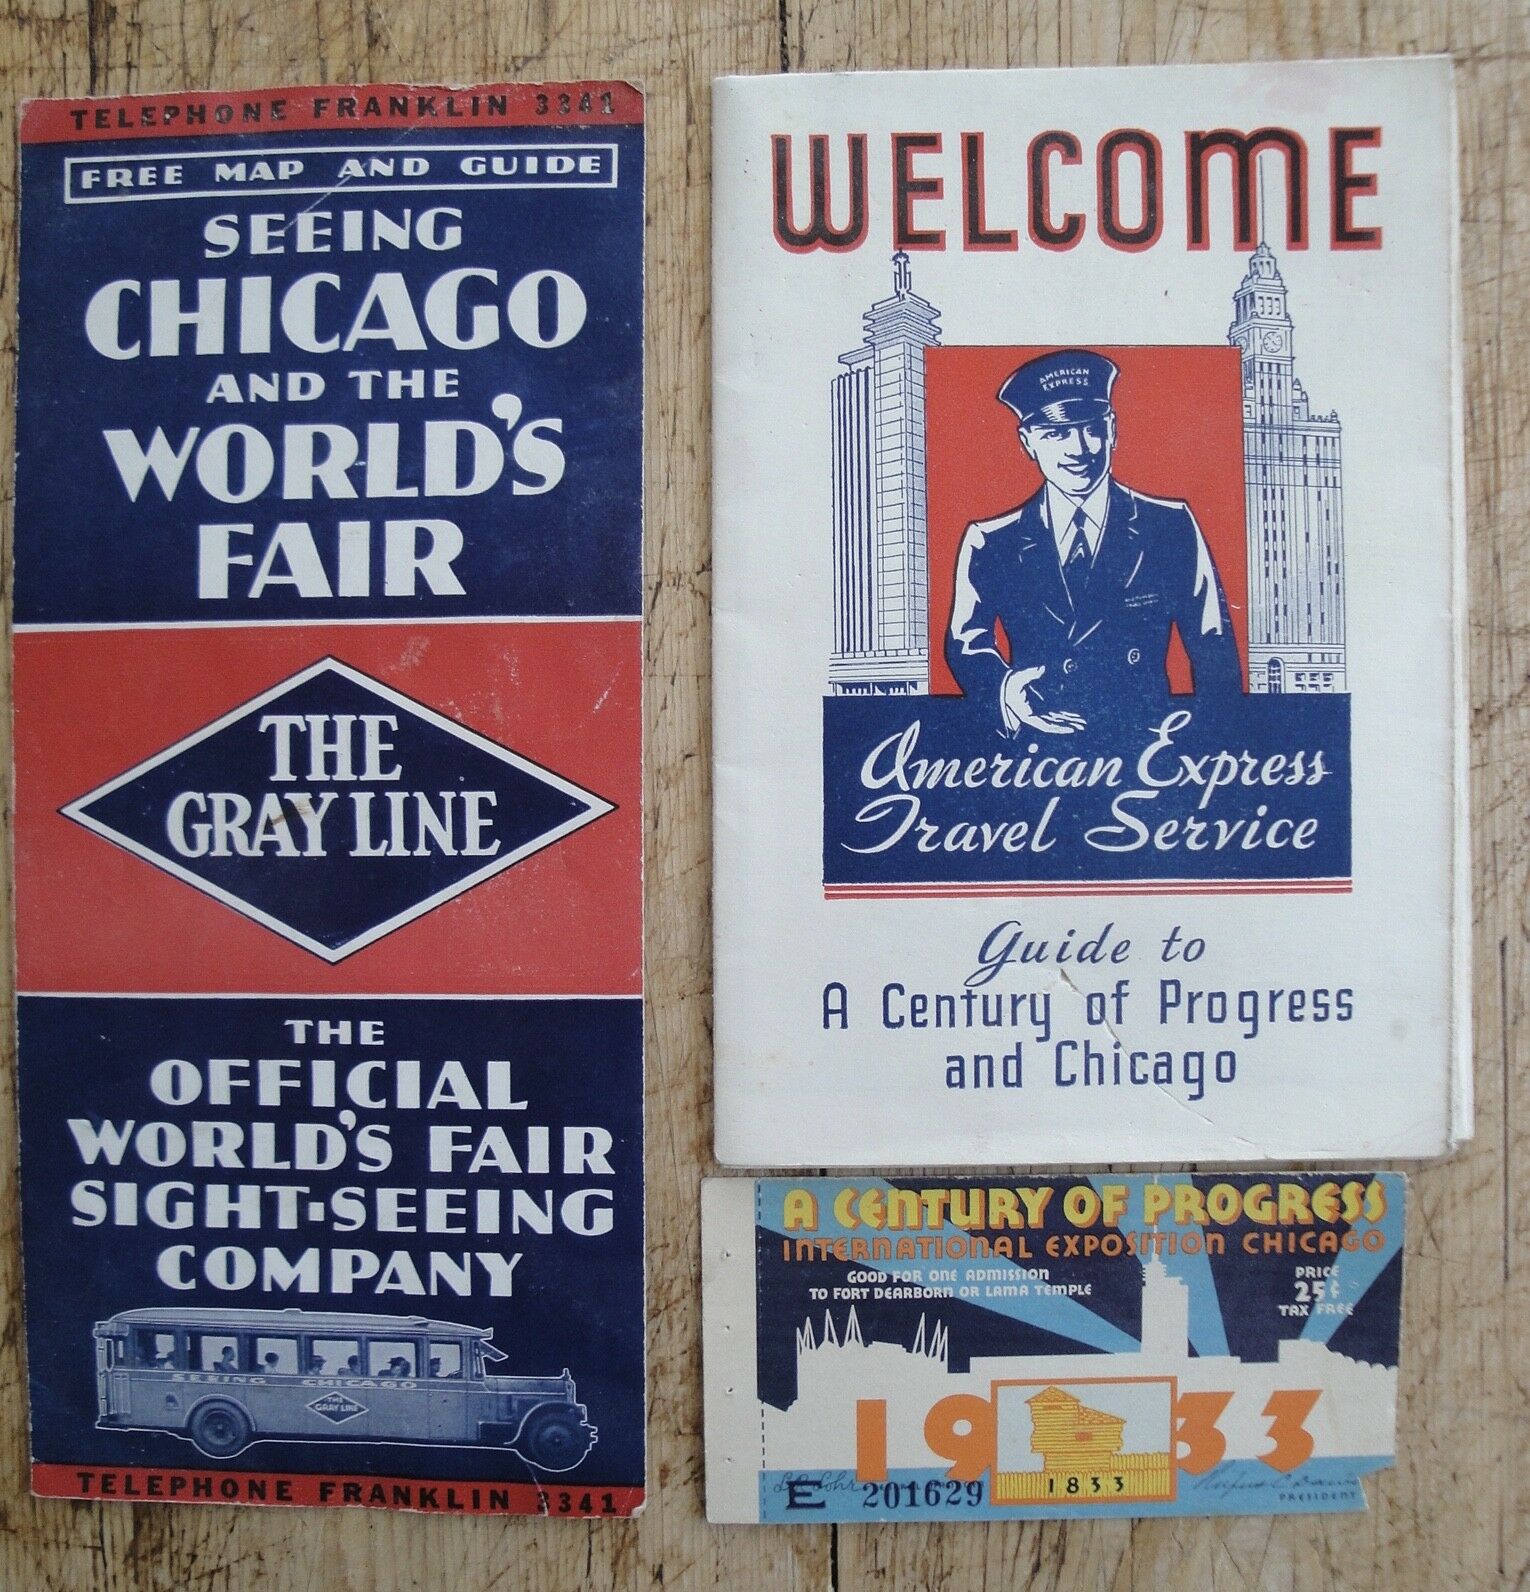 TELEPHONE FRANKLIN 3341
FREE MAP AND GUIDE
SEEING
CHICAGO
AND THE
WORLD'S
FAIR
THE
GRAY LINE
THE
OFFICIAL
WORLD'S FAIR
SIGHT-SEEING
COMPANY
SEEING CHICAGO
THE
GRAY LINE
TELEPHONE FRANKLIN 3341
WELCOME
AMERICAN
EXPRESS
American Express
Travel Service
Guide to
A Century of Progress
and Chicago
A CENTURY OF PROGRESS
INTERNATIONAL EXPOSITION CHICAGO
GOOD FOR ONE ADMISSION
TO FORT DEARBORN OR LAMA TEMPLE
PRICE
25¢
TAX FREE
1933
1833
E 201629
Rufus C. Dawes
PRESIDENT